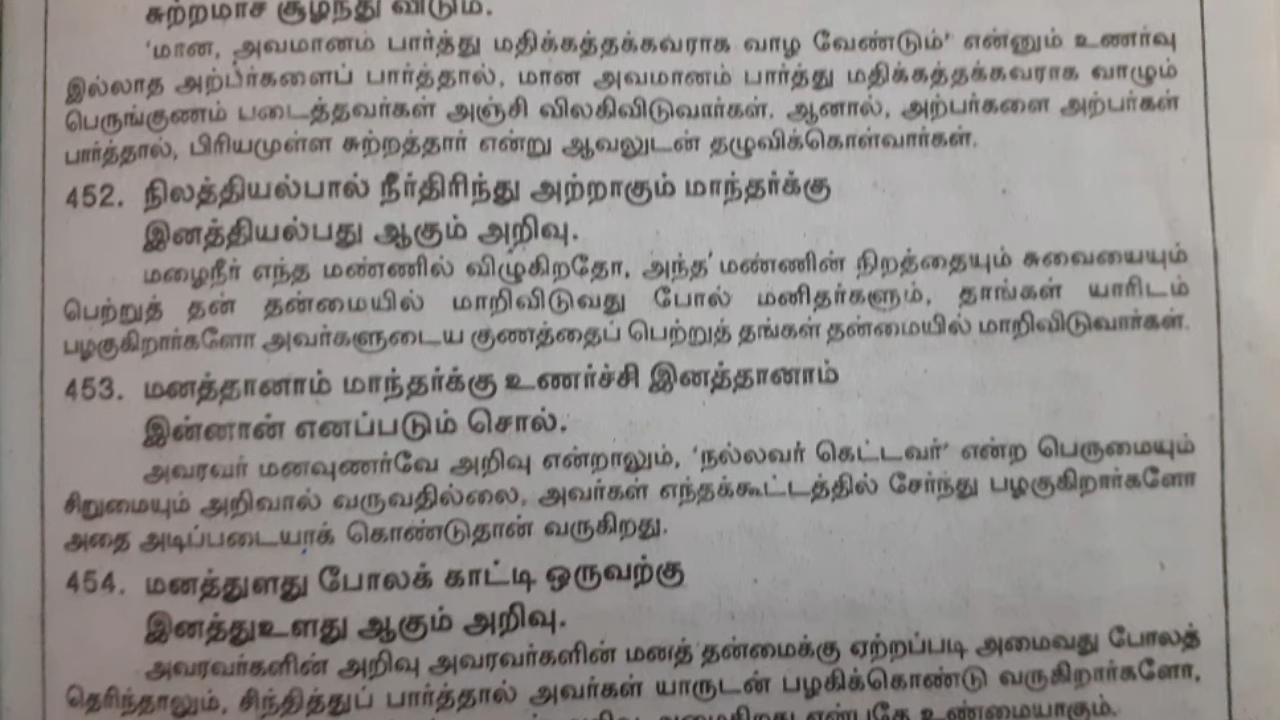 சுற்றமாச சூழ்ந்து விடும்.
'மான, அவமானம் பார்த்து மதிக்கத்தக்கவராக வாழ வேண்டும்' என்னும் உணர்வு
இல்லாத அற்பர்களைப் பார்த்தால், மான அவமானம் பார்த்து மதிக்கத்தக்கவராக வாழும்
பெருங்குணம் படைத்தவர்கள் அஞ்சி விலகிவிடுவார்கள். ஆனால், அற்பர்களை அற்பர்கள்
பார்த்தால், பிரியமுள்ள சுற்றத்தார் என்று ஆவலுடன் தழுவிக்கொள்வார்கள்.
452. நிலத்தியல்பால் நீர்திரிந்து அற்றாகும் மாந்தர்க்கு
இனத்தியல்பது ஆகும் அறிவு.
மழைநீர் எந்த மண்ணில் விழுகிறதோ, அந்த மண்ணின் நிறத்தையும் சுவையையும்
பெற்றுத் தன் தன்மையில் மாறிவிடுவது போல் மனிதர்களும், தாங்கள் யாரிடம்
பழகுகிறார்களோ அவர்களுடைய குணத்தைப் பெற்றுத் தங்கள் தன்மையில் மாறிவிடுவார்கள்.
453. மனத்தானாம் மாந்தர்க்கு உணர்ச்சி இனத்தானாம்
இன்னான் எனப்படும் சொல்.
அவரவர் மனவுணர்வே அறிவு என்றாலும், 'நல்லவர் கெட்டவர்' என்ற பெருமையும்
சிறுமையும் அறிவால் வருவதில்லை, அவர்கள் எந்தக்கூட்டத்தில் சேர்ந்து பழகுகிறார்களோ
அதை அடிப்படையாக் கொண்டுதான் வருகிறது.
454. மனத்துளது போலக் காட்டி ஒருவற்கு
இனத்துஉளது ஆகும் அறிவு.
அவரவர்களின் அறிவு அவரவர்களின் மனத் தன்மைக்கு ஏற்றப்படி அமைவது போலத்
தெரிந்தாலும், சிந்தித்துப் பார்த்தால் அவர்கள் யாருடன் பழகிக்கொண்டு வருகிறார்களோ,
அறிவு அமைகிறது என்பதே உண்மையாகும்.